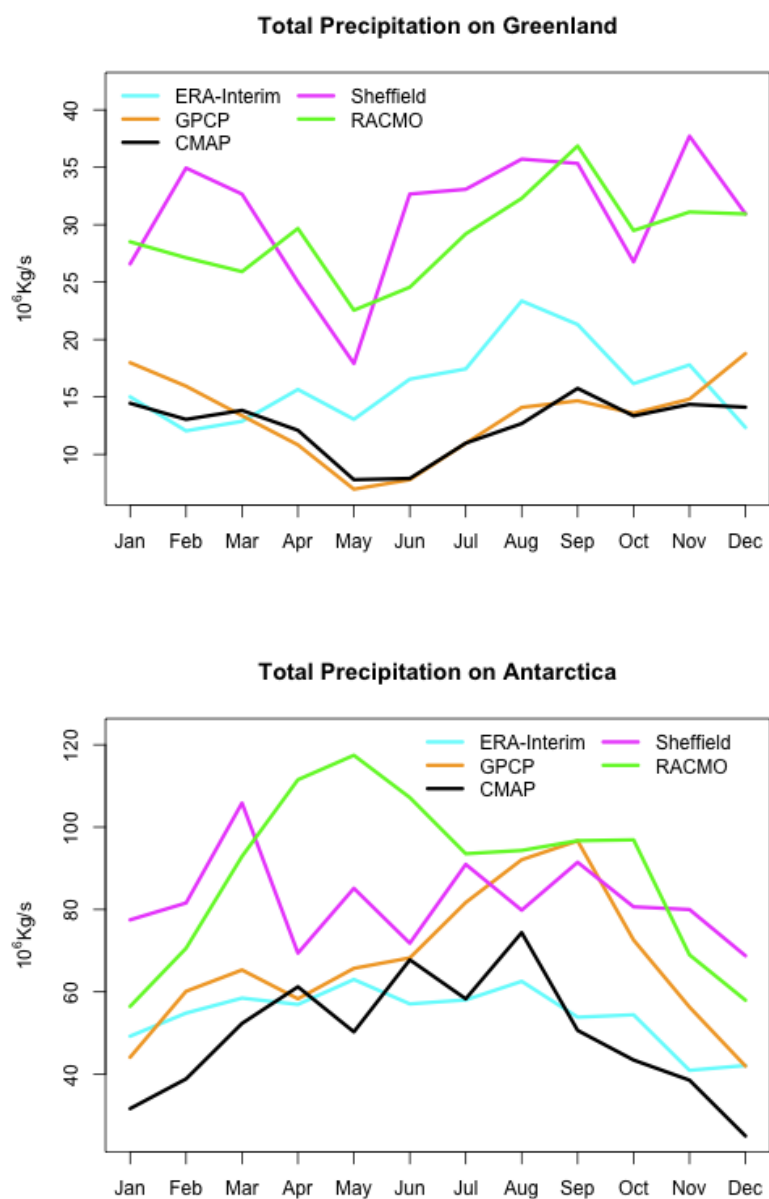 Total Precipitation on Greenland
ERA-Interim Sheffield
GPCP RACMO
CMAP
10⁶Kg/s
40
35
30
25
20
15
10
Jan Feb Mar Apr May Jun Jul Aug Sep Oct Nov Dec
Total Precipitation on Antarctica
ERA-Interim Sheffield
GPCP RACMO
CMAP
10⁶Kg/s
120
100
80
60
40
Jan Feb Mar Apr May Jun Jul Aug Sep Oct Nov Dec